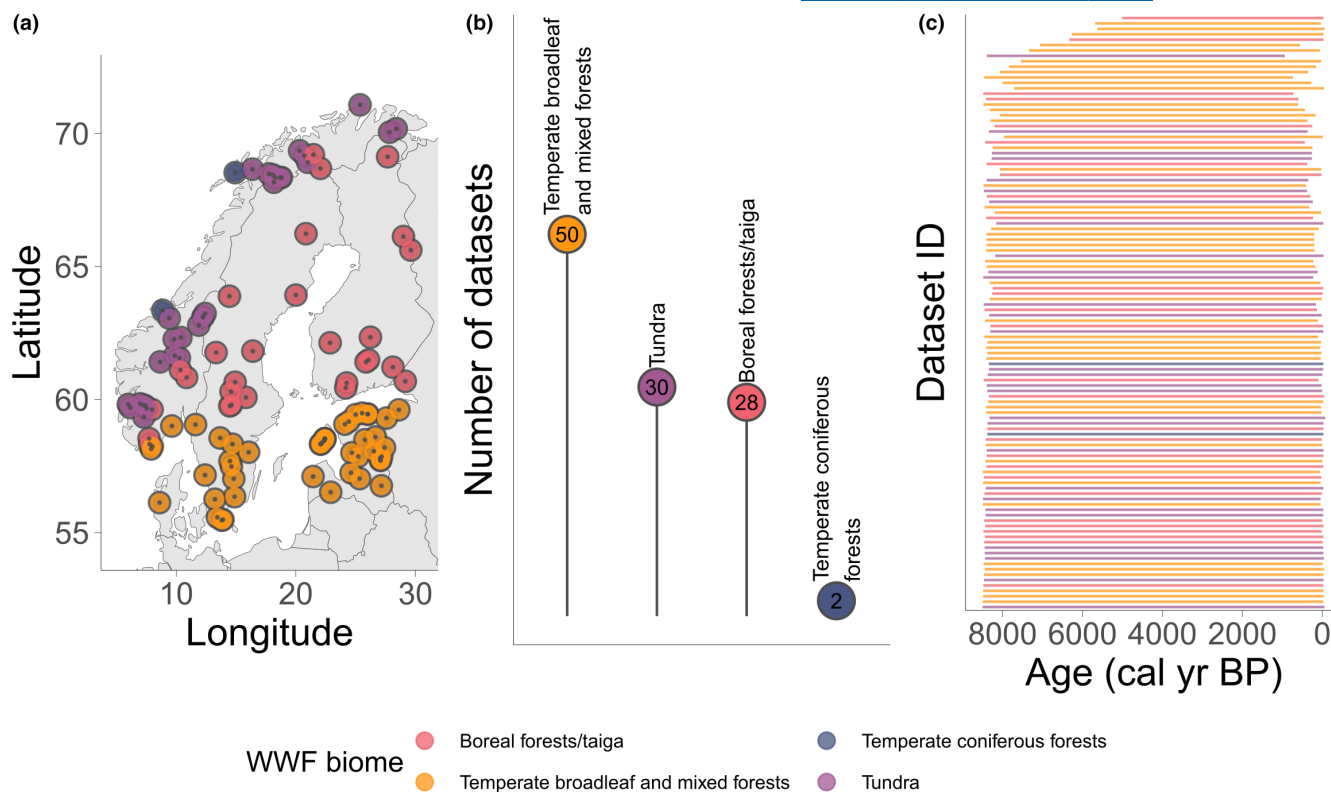 (a)
70
65
60
55
Latitude
10
20
30
Longitude
(b)
Number of datasets
Temperate broadleaf
and mixed forests
50
Tundra
30
Boreal forests/taiga
28
Temperate coniferous
forests
2
(c)
Dataset ID
8000
6000
4000
2000
0
Age (cal yr BP)
WWF biome
Boreal forests/taiga
Temperate broadleaf and mixed forests
Temperate coniferous forests
Tundra